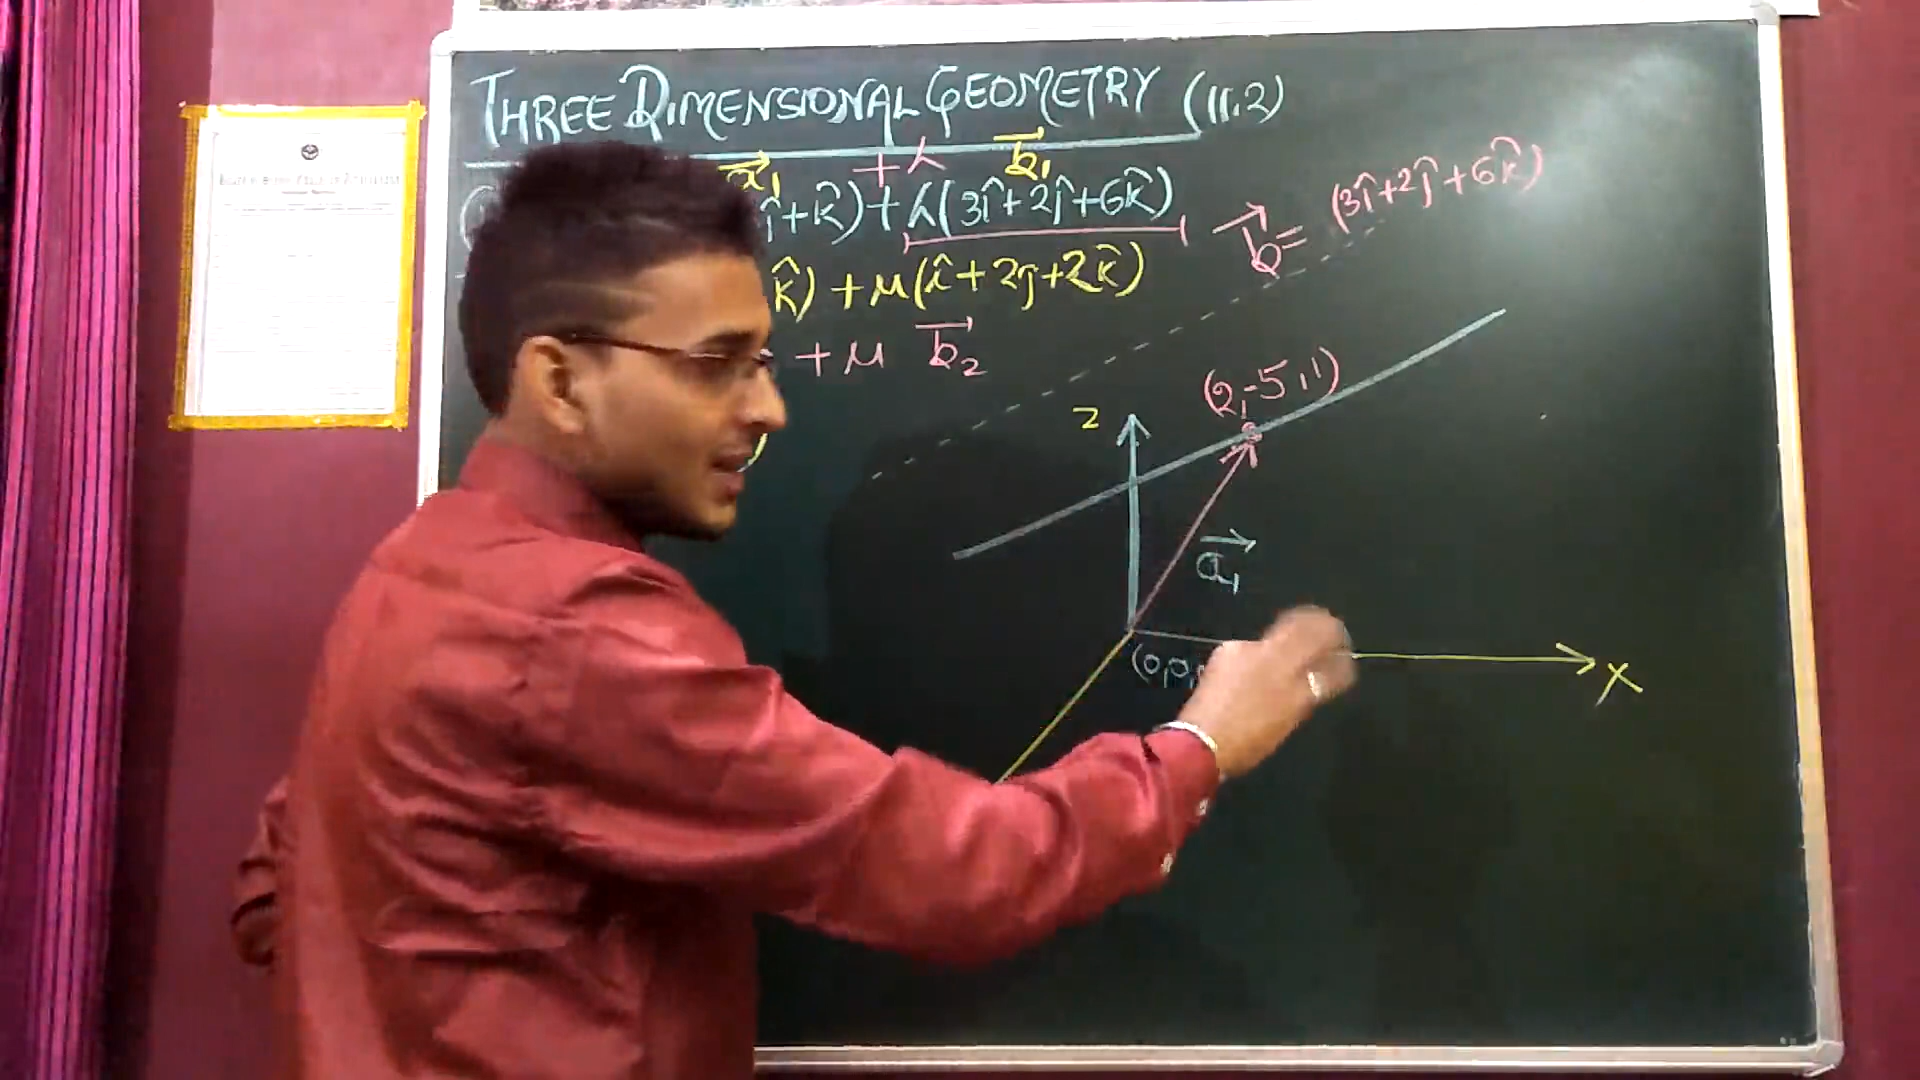 THREE DIMENSIONAL GEOMETRY (11.2)
a₁ + λ b₁
î+k̂)+λ(3î+2ĵ+6k̂)
b = (3î+2ĵ+6k̂)
k̂)+μ(î+2ĵ+2k̂)
+μ b₂
(2,-5,1)
z
a₁
(0,0,
X